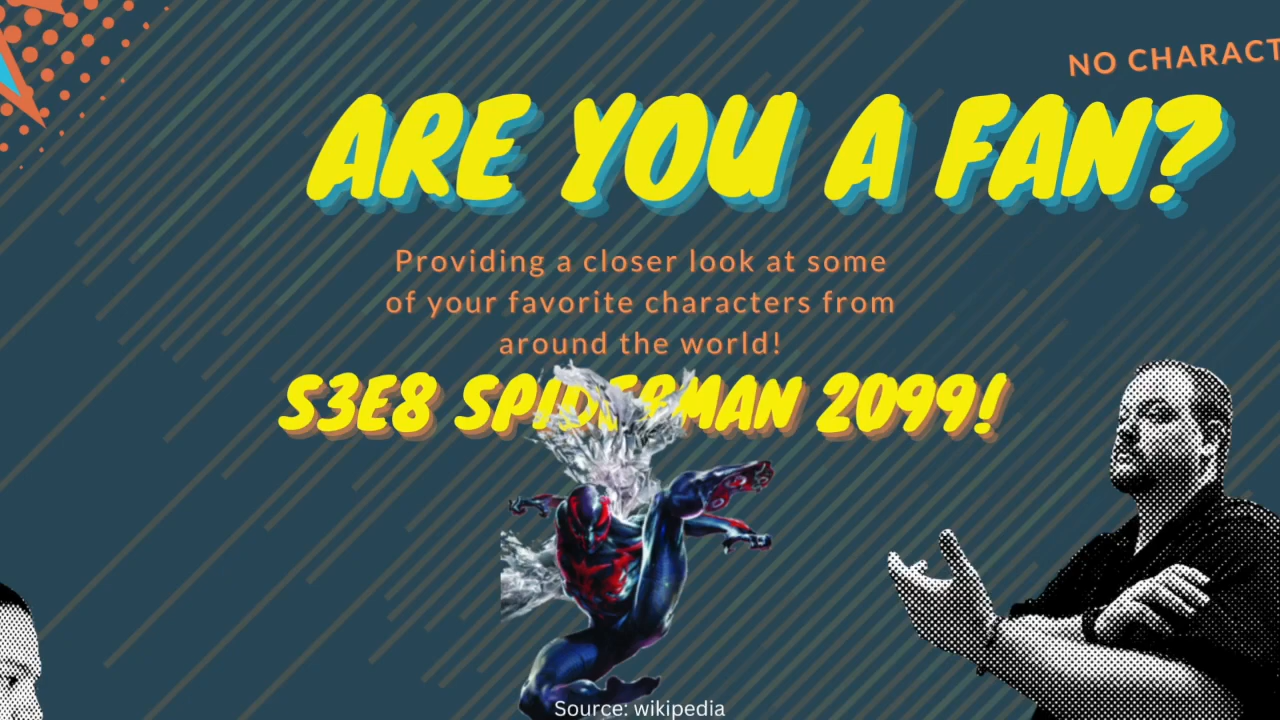 NO CHARACT
ARE YOU A FAN?
Providing a closer look at some
of your favorite characters from
around the world!
S3E8 SPIDERMAN 2099!
Source: wikipedia